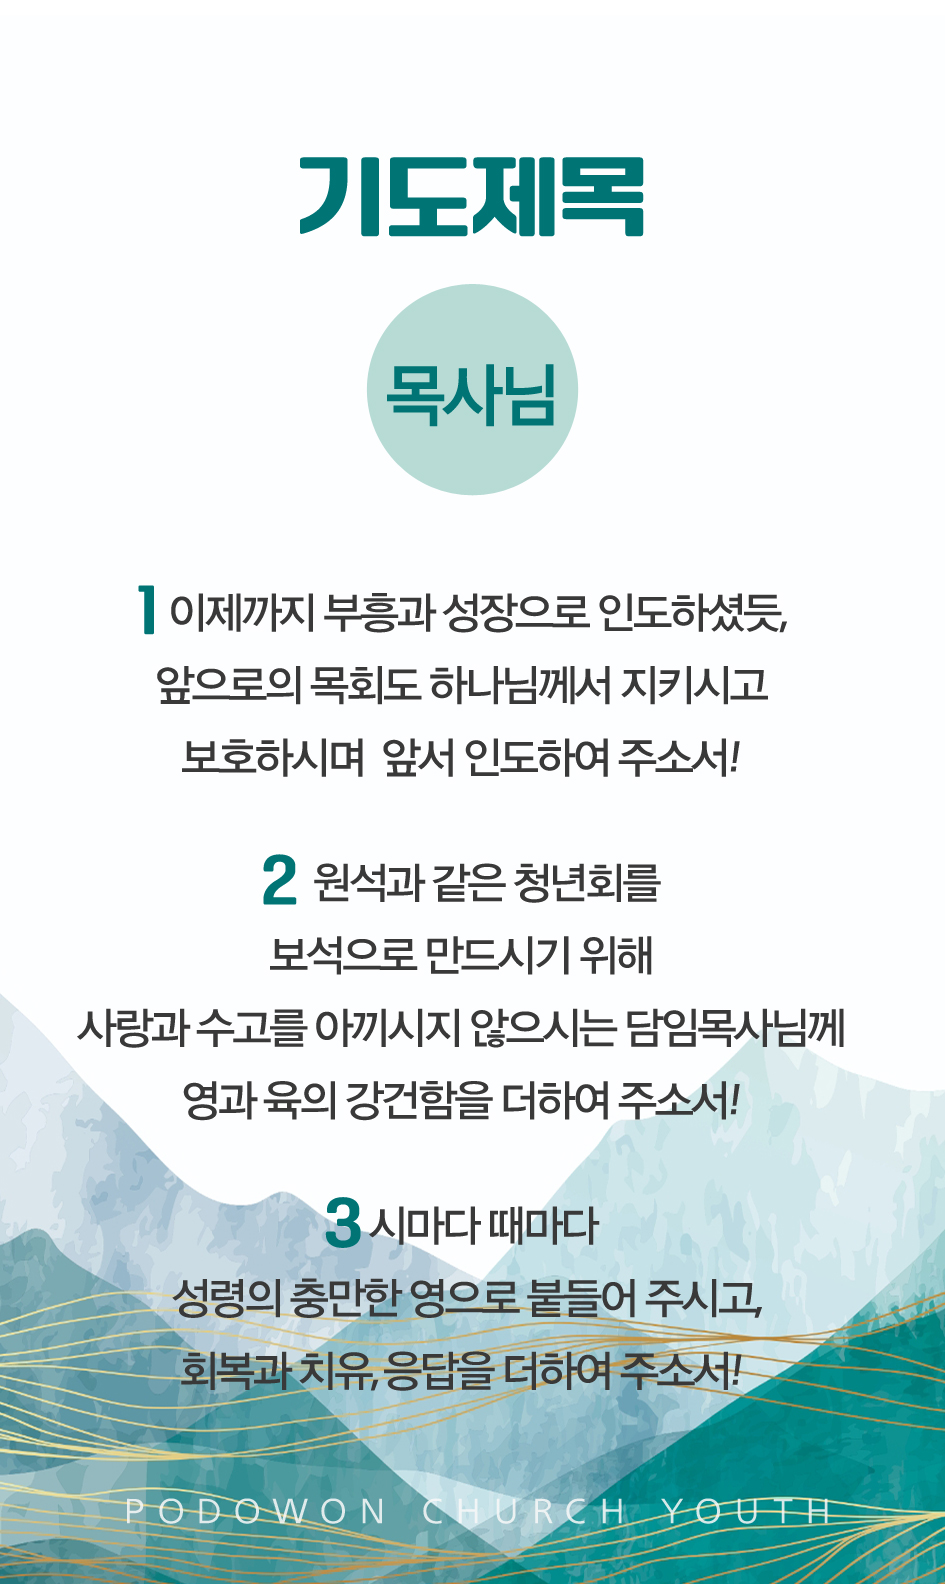 기도제목
목사님
1 이제까지 부흥과 성장으로 인도하셨듯,
앞으로의 목회도 하나님께서 지키시고
보호하시며 앞서 인도하여 주소서!
2 원석과 같은 청년회를
보석으로 만드시기 위해
사랑과 수고를 아끼시지 않으시는 담임목사님께
영과 육의 강건함을 더하여 주소서!
3 시마다 때마다
성령의 충만한 영으로 붙들어 주시고,
회복과 치유,응답을 더하여 주소서!
PODOWON CHURCH YOUTH